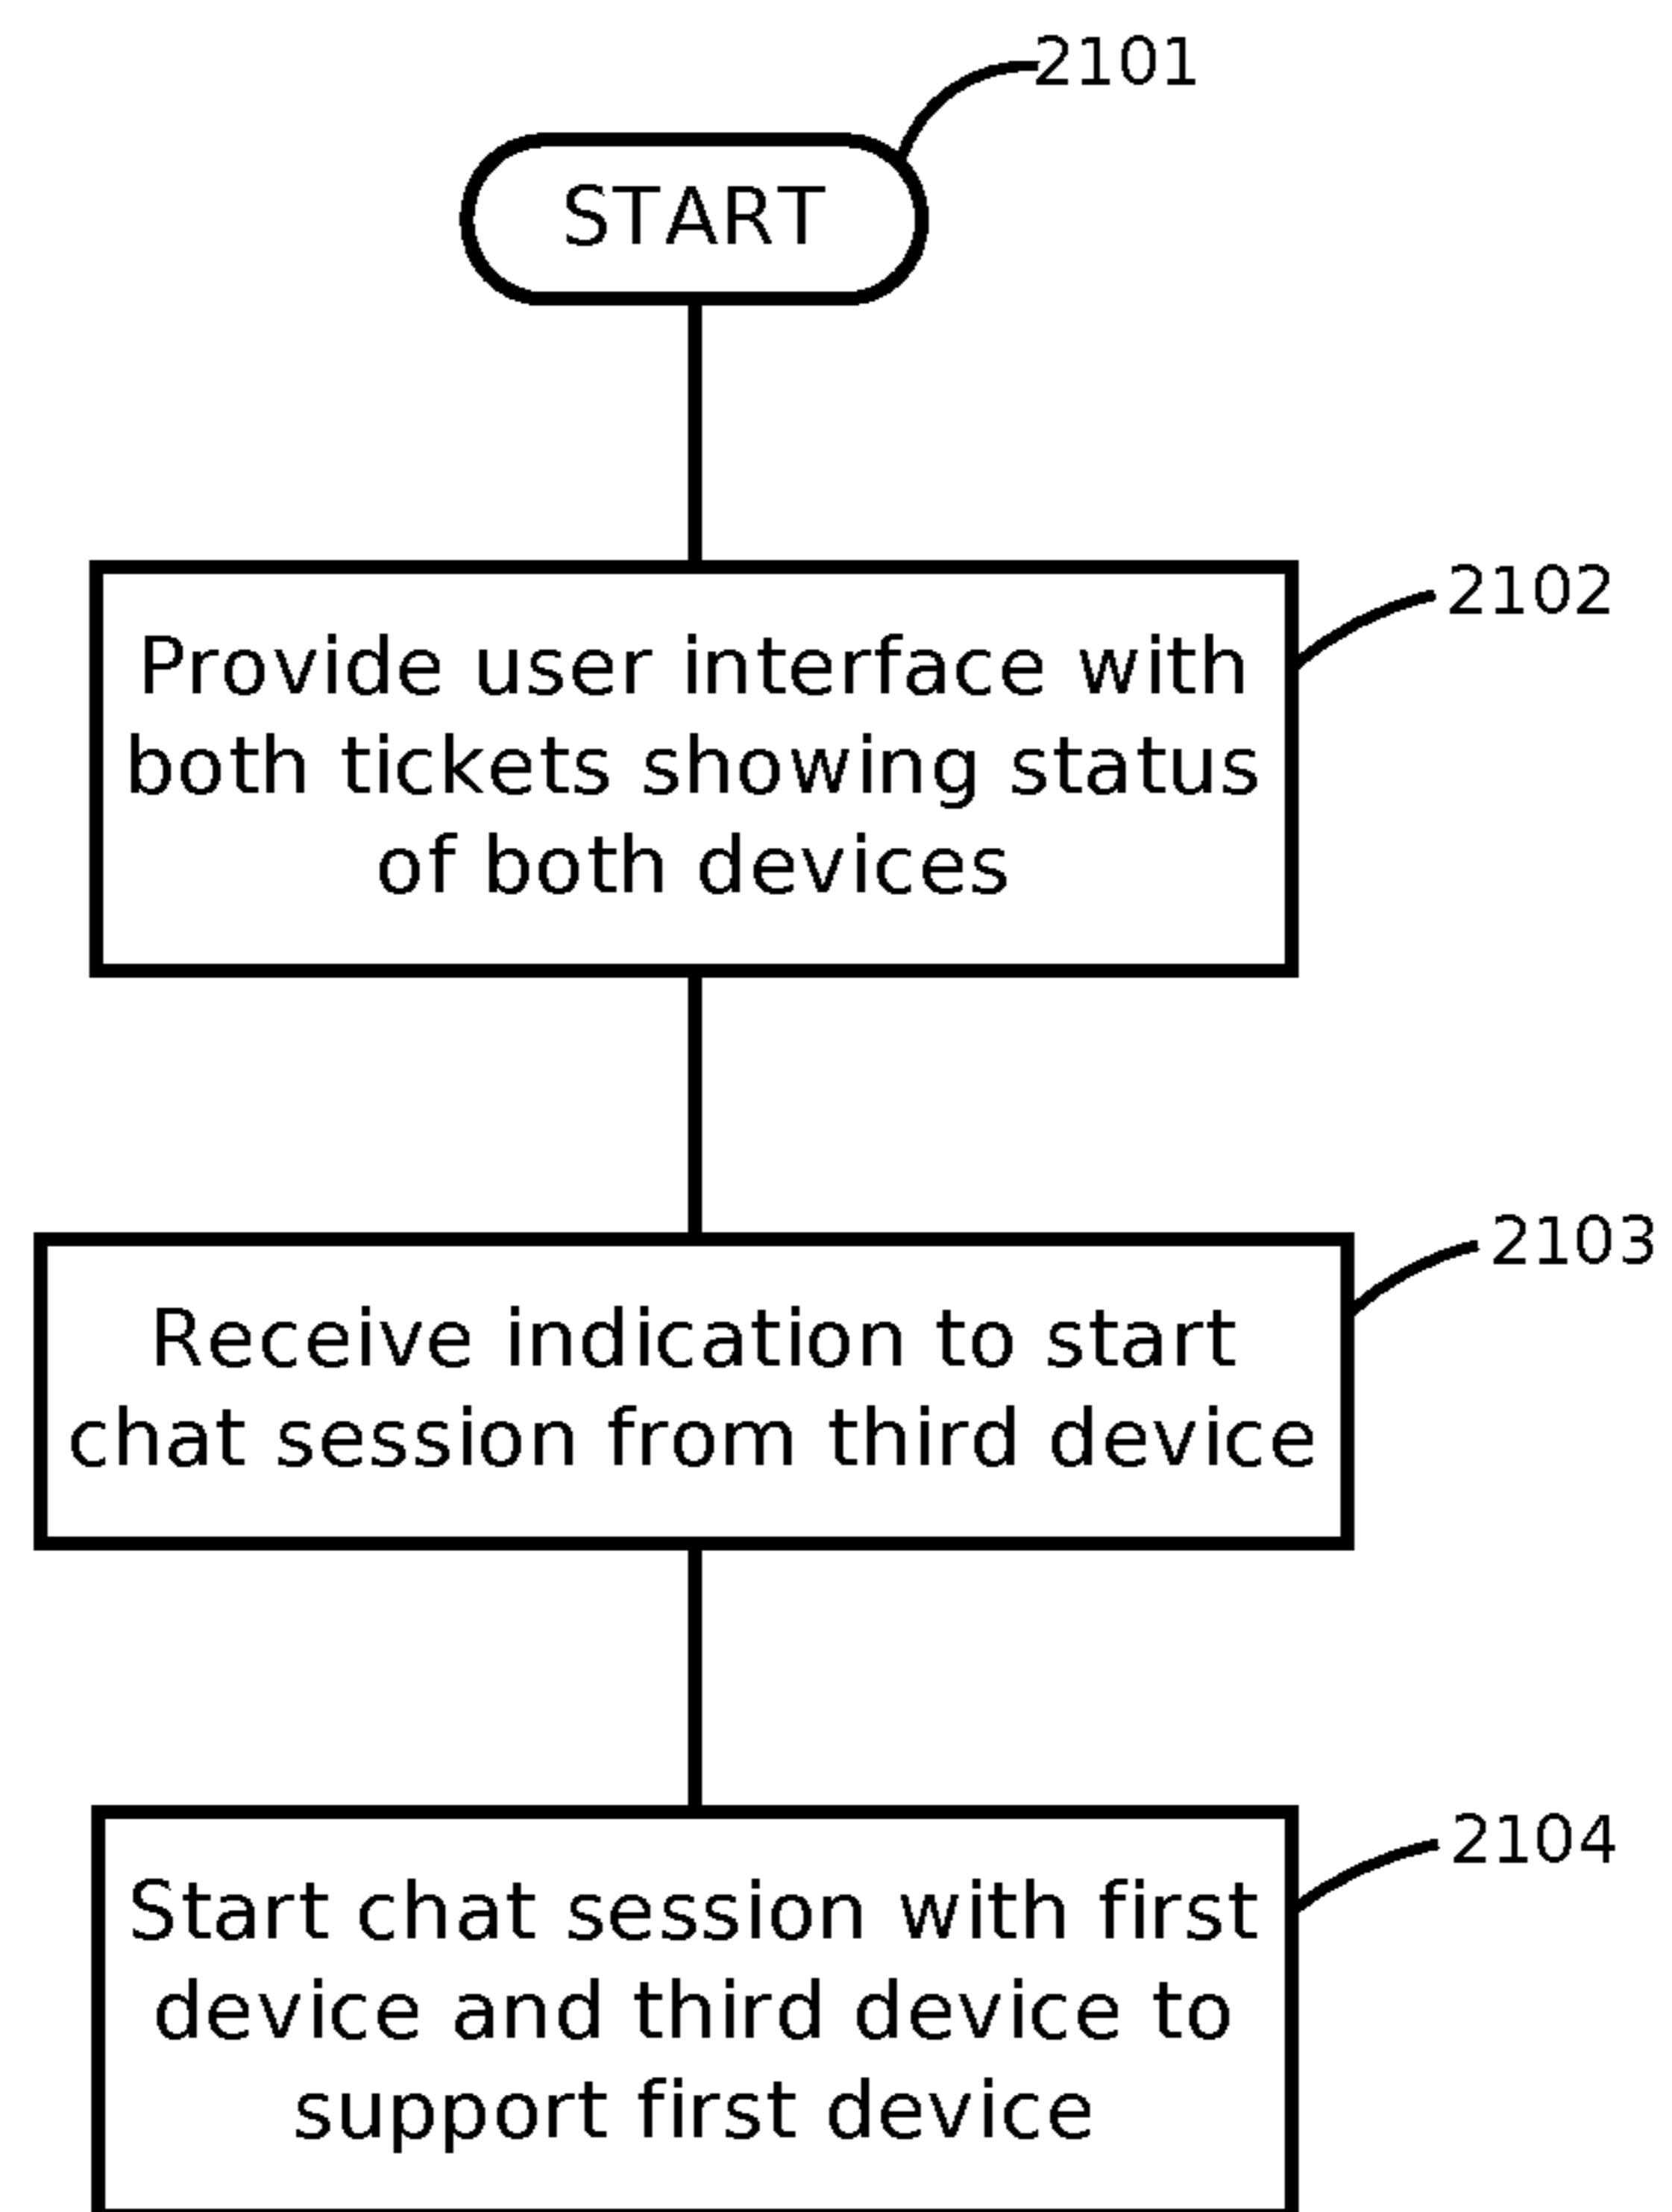 2101
START
2102
Provide user interface with
both tickets showing status
of both devices
2103
Receive indication to start
chat session from third device
2104
Start chat session with first
device and third device to
support first device